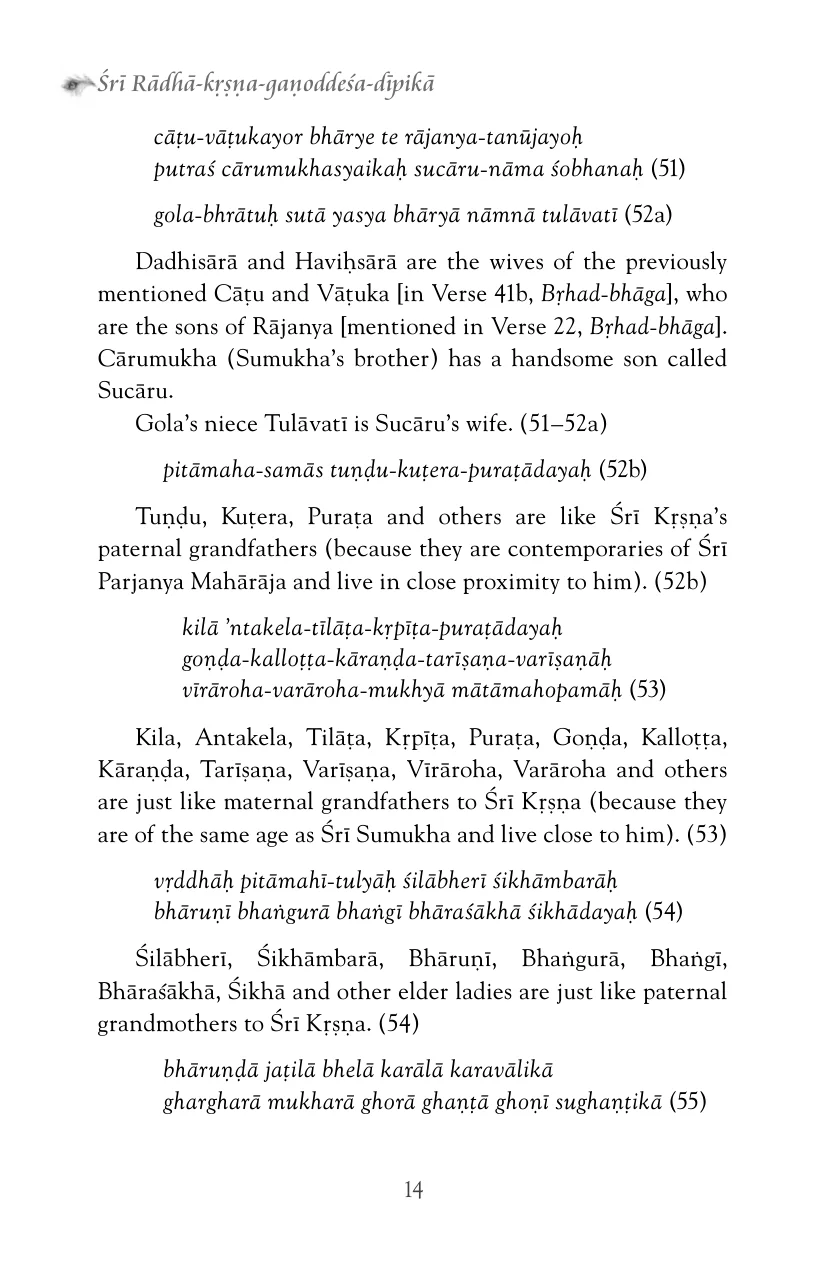 Śrī Rādhā-kṛṣṇa-gaṇoddeśa-dīpikā
cāṭu-vāṭukayor bhārye te rājanya-tanūjayoḥ
putraś cārumukhasyaikaḥ sucāru-nāma śobhanaḥ (51)
gola-bhrātuḥ sutā yasya bhāryā nāmnā tulāvatī (52a)
Dadhisārā and Haviḥsārā are the wives of the previously
mentioned Cāṭu and Vāṭuka [in Verse 41b, Bṛhad-bhāga], who
are the sons of Rājanya [mentioned in Verse 22, Bṛhad-bhāga].
Cārumukha (Sumukha’s brother) has a handsome son called
Sucāru.
Gola’s niece Tulāvatī is Sucāru’s wife. (51–52a)
pitāmaha-samās tuṇḍu-kuṭera-puraṭādayaḥ (52b)
Tuṇḍu, Kuṭera, Puraṭa and others are like Śrī Kṛṣṇa’s
paternal grandfathers (because they are contemporaries of Śrī
Parjanya Mahārāja and live in close proximity to him). (52b)
kilā ’ntakela-tīlāṭa-kṛpīṭa-puraṭādayaḥ
goṇḍa-kalloṭṭa-kāraṇḍa-tarīṣaṇa-varīṣaṇāḥ
vīrāroha-varāroha-mukhyā mātāmahopamāḥ (53)
Kila, Antakela, Tilāṭa, Kṛpīṭa, Puraṭa, Goṇḍa, Kalloṭṭa,
Kāraṇḍa, Tarīṣaṇa, Varīṣaṇa, Vīrāroha, Varāroha and others
are just like maternal grandfathers to Śrī Kṛṣṇa (because they
are of the same age as Śrī Sumukha and live close to him). (53)
vṛddhāḥ pitāmahī-tulyāḥ śilābherī śikhāmbarāḥ
bhāruṇī bhaṅgurā bhaṅgī bhāraśākhā śikhādayaḥ (54)
Śilābherī, Śikhāmbarā, Bhāruṇī, Bhaṅgurā, Bhaṅgī,
Bhāraśākhā, Śikhā and other elder ladies are just like paternal
grandmothers to Śrī Kṛṣṇa. (54)
bhāruṇḍā jaṭilā bhelā karālā karavālikā
ghargharā mukharā ghorā ghaṇṭā ghoṇī sughaṇṭikā (55)
14